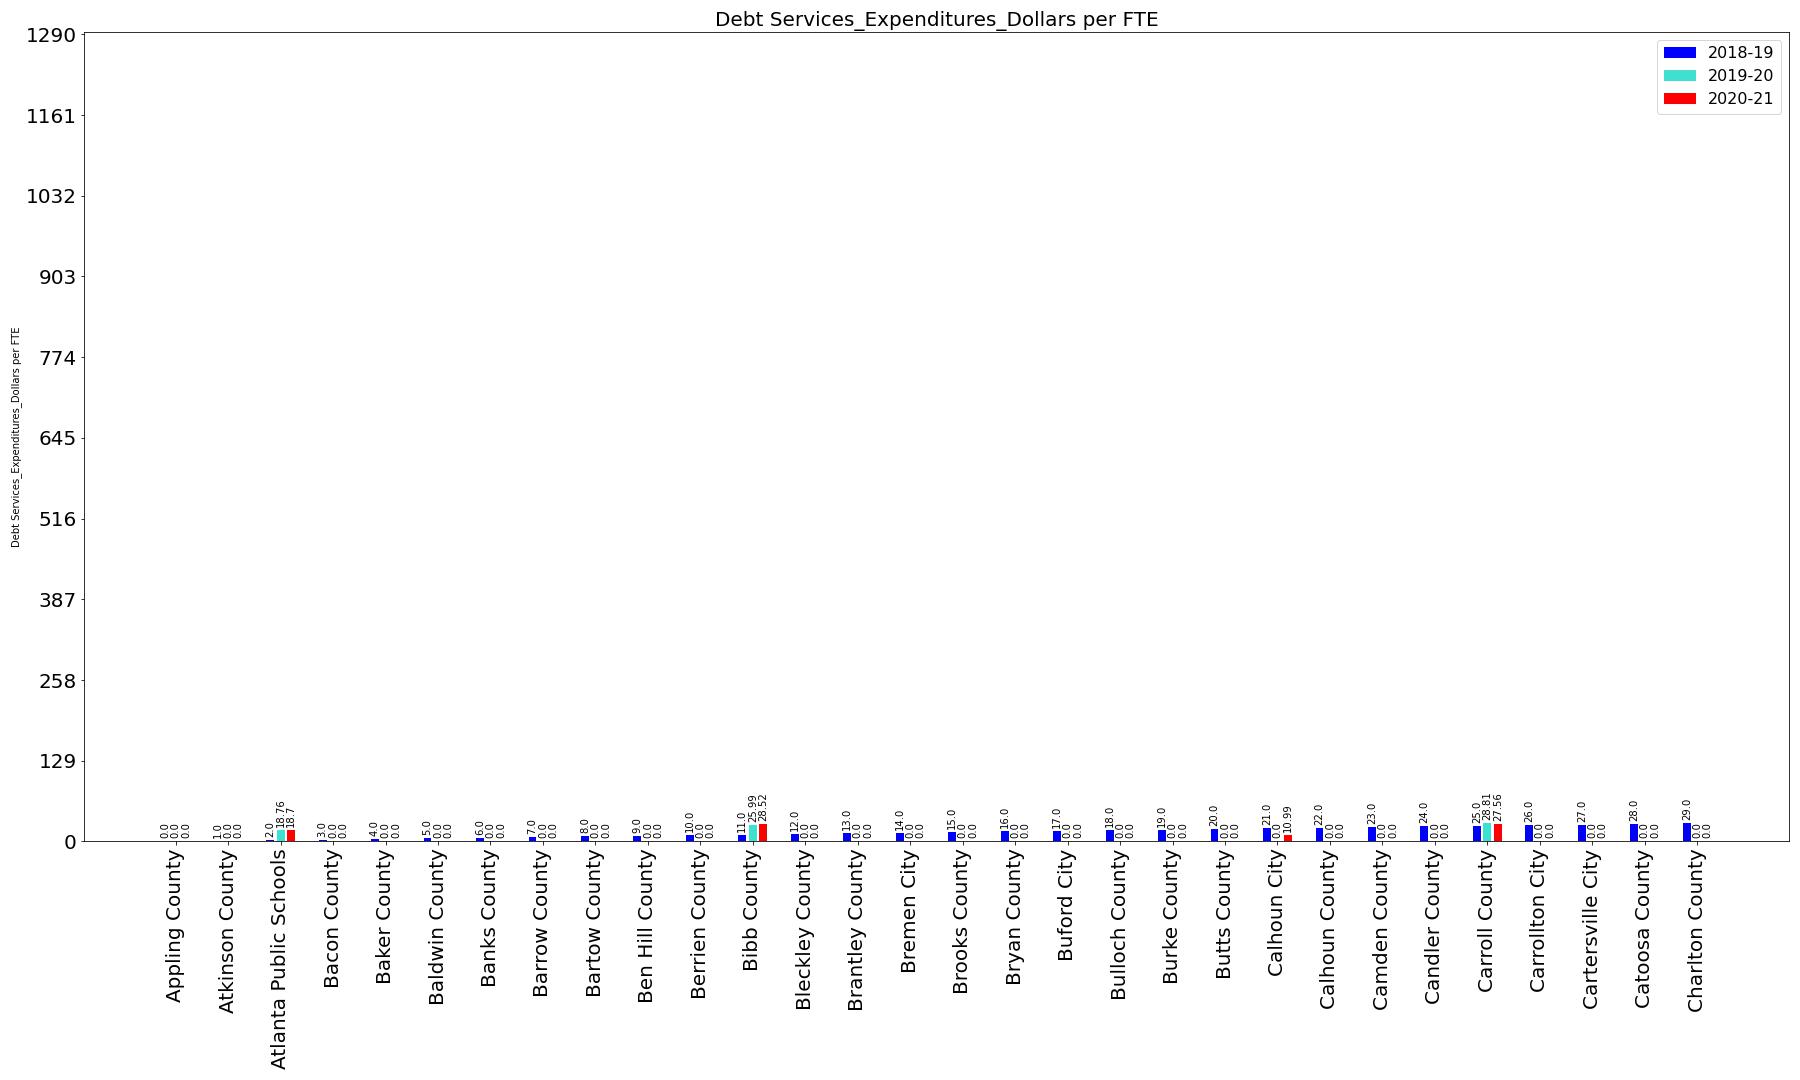 Debt Services_Expenditures_Dollars per FTE
2018-19
2019-20
2020-21
Debt Services_Expenditures_Dollars per FTE
1290
1161
1032
903
774
645
516
387
258
129
0
0.0 0.0 0.0
1.0 0.0 0.0
2.0 18.76 18.7
3.0 0.0 0.0
4.0 0.0 0.0
5.0 0.0 0.0
6.0 0.0 0.0
7.0 0.0 0.0
8.0 0.0 0.0
9.0 0.0 0.0
10.0 0.0 0.0
11.0 25.99 28.52
12.0 0.0 0.0
13.0 0.0 0.0
14.0 0.0 0.0
15.0 0.0 0.0
16.0 0.0 0.0
17.0 0.0 0.0
18.0 0.0 0.0
19.0 0.0 0.0
20.0 0.0 0.0
21.0 0.0 10.99
22.0 0.0 0.0
23.0 0.0 0.0
24.0 0.0 0.0
25.0 28.81 27.56
26.0 0.0 0.0
27.0 0.0 0.0
28.0 0.0 0.0
29.0 0.0 0.0
Appling County
Atkinson County
Atlanta Public Schools
Bacon County
Baker County
Baldwin County
Banks County
Barrow County
Bartow County
Ben Hill County
Berrien County
Bibb County
Bleckley County
Brantley County
Bremen City
Brooks County
Bryan County
Buford City
Bulloch County
Burke County
Butts County
Calhoun City
Calhoun County
Camden County
Candler County
Carroll County
Carrollton City
Cartersville City
Catoosa County
Charlton County